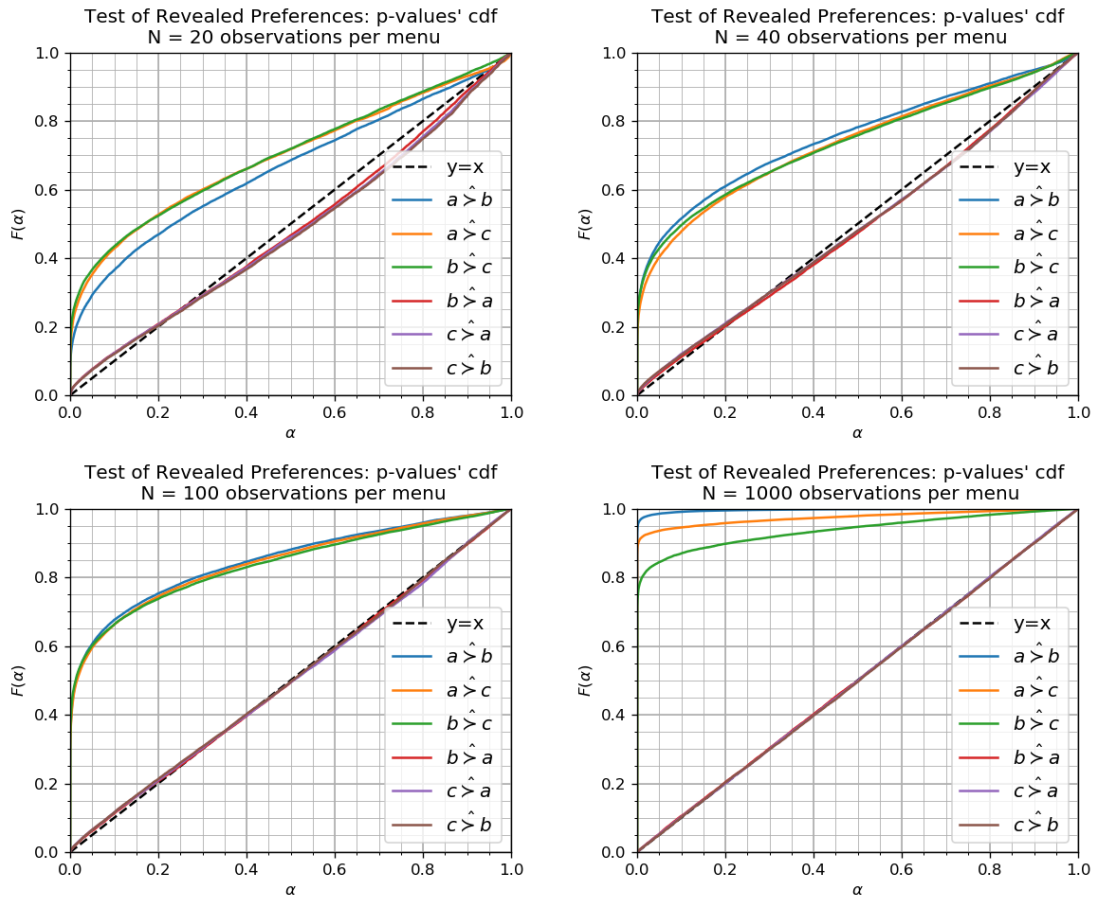 Test of Revealed Preferences: p-values' cdf
N = 20 observations per menu
1.0
0.8
0.6
0.4
0.2
0.0
F(α)
0.0 0.2 0.4 0.6 0.8 1.0
α
y=x
a ≻̂ b
a ≻̂ c
b ≻̂ c
b ≻̂ a
c ≻̂ a
c ≻̂ b
Test of Revealed Preferences: p-values' cdf
N = 40 observations per menu
1.0
0.8
0.6
0.4
0.2
0.0
F(α)
0.0 0.2 0.4 0.6 0.8 1.0
α
y=x
a ≻̂ b
a ≻̂ c
b ≻̂ c
b ≻̂ a
c ≻̂ a
c ≻̂ b
Test of Revealed Preferences: p-values' cdf
N = 100 observations per menu
1.0
0.8
0.6
0.4
0.2
0.0
F(α)
0.0 0.2 0.4 0.6 0.8 1.0
α
y=x
a ≻̂ b
a ≻̂ c
b ≻̂ c
b ≻̂ a
c ≻̂ a
c ≻̂ b
Test of Revealed Preferences: p-values' cdf
N = 1000 observations per menu
1.0
0.8
0.6
0.4
0.2
0.0
F(α)
0.0 0.2 0.4 0.6 0.8 1.0
α
y=x
a ≻̂ b
a ≻̂ c
b ≻̂ c
b ≻̂ a
c ≻̂ a
c ≻̂ b